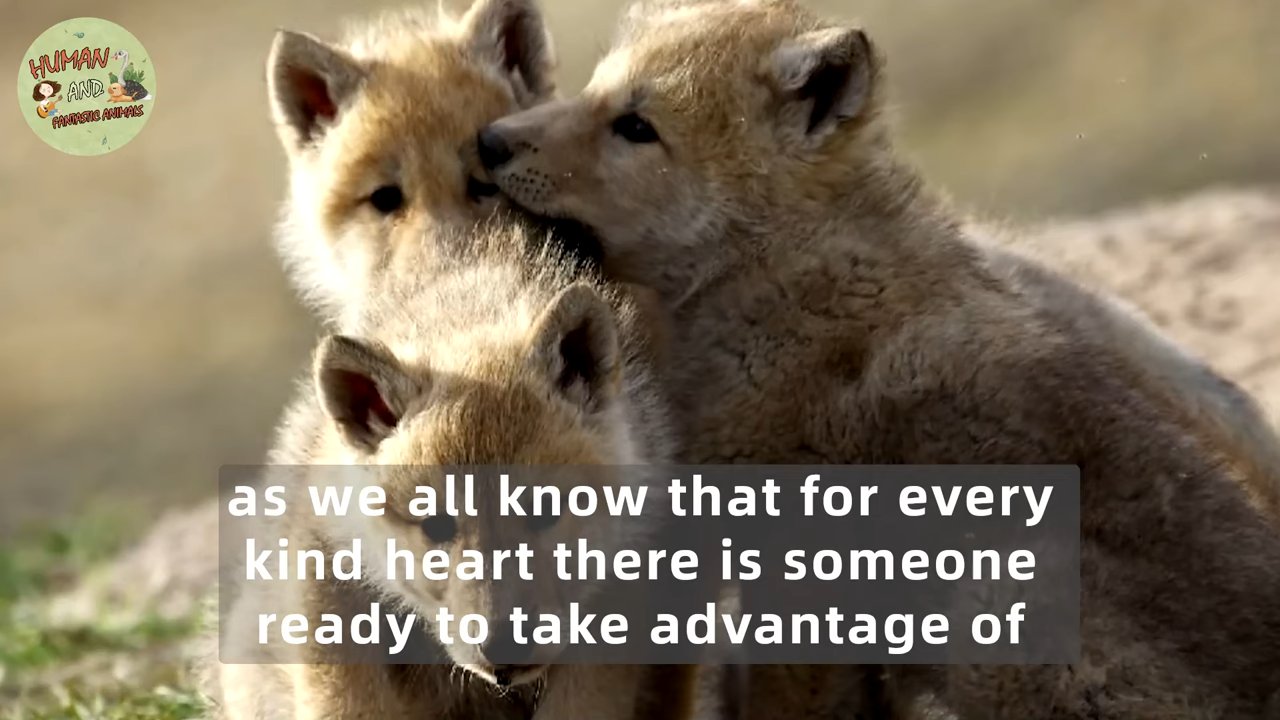 HUMAN
AND
FANTASTIC ANIMALS
as we all know that for every
kind heart there is someone
ready to take advantage of